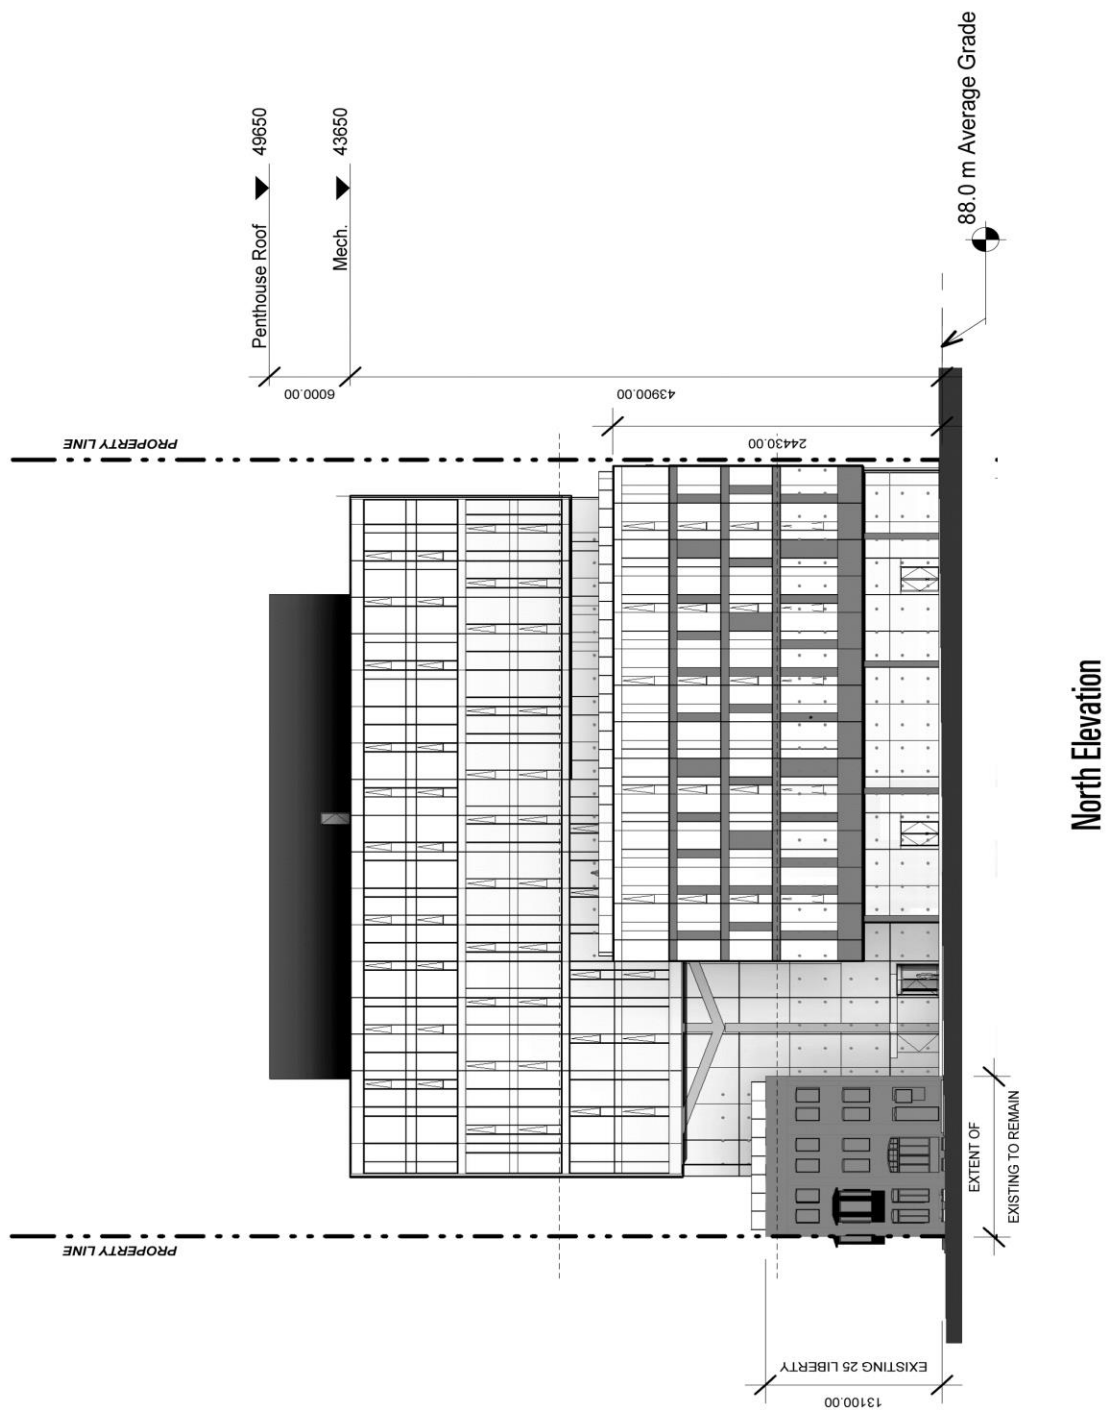 Penthouse Roof 49650
Mech. 43650
6000.00
43900.00
24430.00
88.0 m Average Grade
PROPERTY LINE
PROPERTY LINE
EXTENT OF
EXISTING TO REMAIN
EXISTING 25 LIBERTY
13100.00
North Elevation